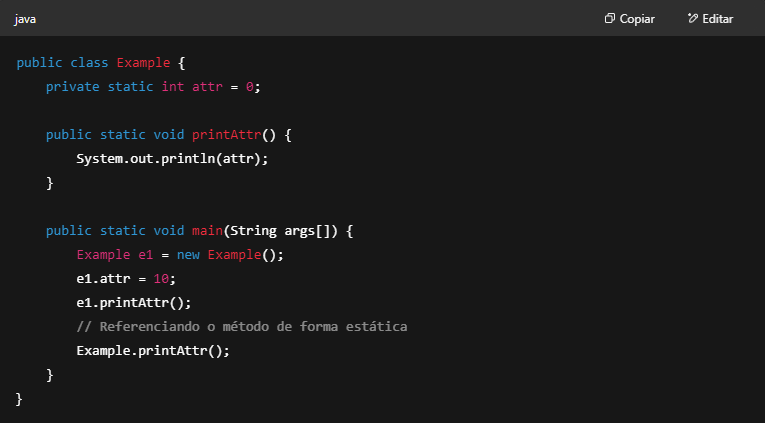 java
Copiar
Editar
public class Example {
    private static int attr = 0;

    public static void printAttr() {
        System.out.println(attr);
    }

    public static void main(String args[]) {
        Example e1 = new Example();
        e1.attr = 10;
        e1.printAttr();
        // Referenciando o método de forma estática
        Example.printAttr();
    }
}